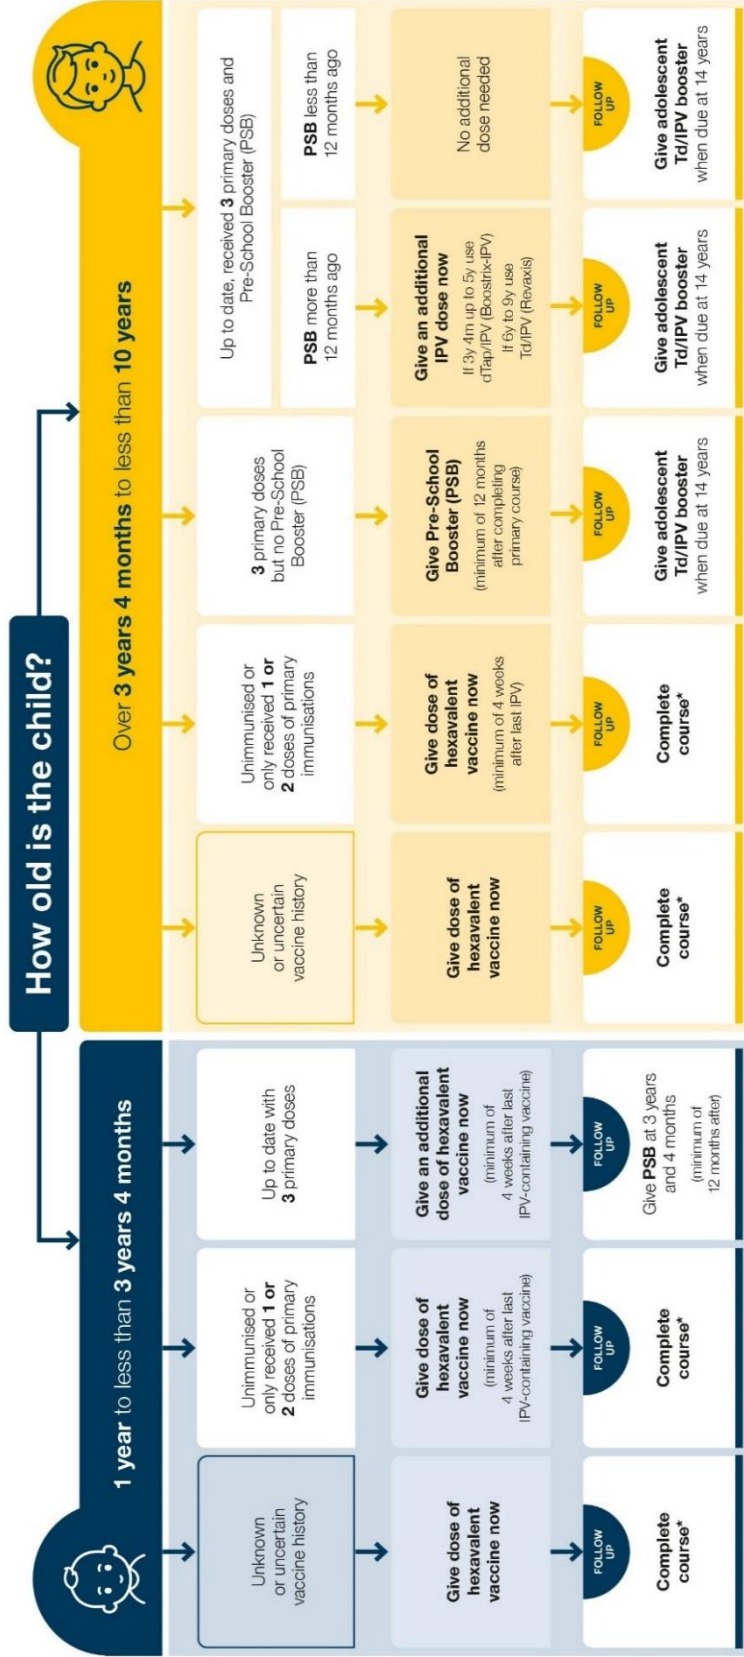 How old is the child?
1 year to less than 3 years 4 months
Unknown
or uncertain
vaccine history
Give dose of
hexavalent
vaccine now
FOLLOW
UP
Complete
course*
Unimmunised or
only received 1 or
2 doses of primary
immunisations
Give dose of
hexavalent
vaccine now
(minimum of
4 weeks after last
IPV-containing vaccine)
FOLLOW
UP
Complete
course*
Up to date with
3 primary doses
Give an additional
dose of hexavalent
vaccine now
(minimum of
4 weeks after last
IPV-containing vaccine)
FOLLOW
UP
Give PSB at 3 years
and 4 months
(minimum of
12 months after)
Over 3 years 4 months to less than 10 years
Unknown
or uncertain
vaccine history
Give dose of
hexavalent
vaccine now
FOLLOW
UP
Complete
course*
Unimmunised or
only received 1 or
2 doses of primary
immunisations
Give dose of
hexavalent
vaccine now
(minimum of 4 weeks
after last IPV)
FOLLOW
UP
Complete
course*
3 primary doses
but no Pre-School
Booster (PSB)
Give Pre-School
Booster (PSB)
(minimum of 12 months
after completing
primary course)
FOLLOW
UP
Give adolescent
Td/IPV booster
when due at 14 years
Up to date, received 3 primary doses and
Pre-School Booster (PSB)
PSB more than
12 months ago
Give an additional
IPV dose now
If 3y 4m up to 5y use
dTap/IPV (Boostrix-IPV)
If 6y to 9y use
Td/IPV (Revaxis)
FOLLOW
UP
Give adolescent
Td/IPV booster
when due at 14 years
PSB less than
12 months ago
No additional
dose needed
FOLLOW
UP
Give adolescent
Td/IPV booster
when due at 14 years